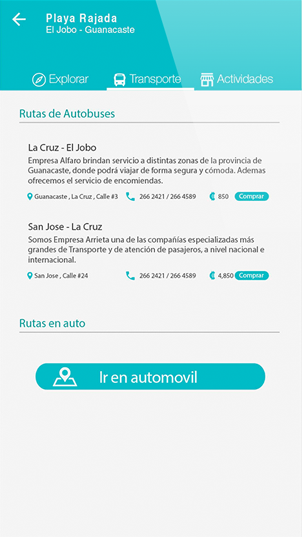 Playa Rajada
El Jobo - Guanacaste
Explorar Transporte Actividades
Rutas de Autobuses
La Cruz - El Jobo
Empresa Alfaro brindan servicio a distintas zonas de la provincia de
Guanacaste, donde podrá viajar de forma segura y cómoda. Ademas
ofrecemos el servicio de encomiendas.
Guanacaste , La Cruz , Calle #3 266 2421 / 266 4589 850 Comprar
San Jose - La Cruz
Somos Empresa Arrieta una de las compañías especializadas más
grandes de Transporte y de atención de pasajeros, a nivel nacional e
internacional.
San Jose , Calle #24 266 2421 / 266 4589 4,850 Comprar
Rutas en auto
Ir en automovil